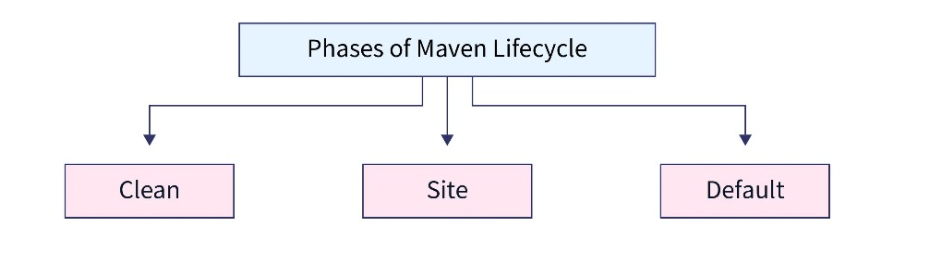 Phases of Maven Lifecycle
Clean
Site
Default